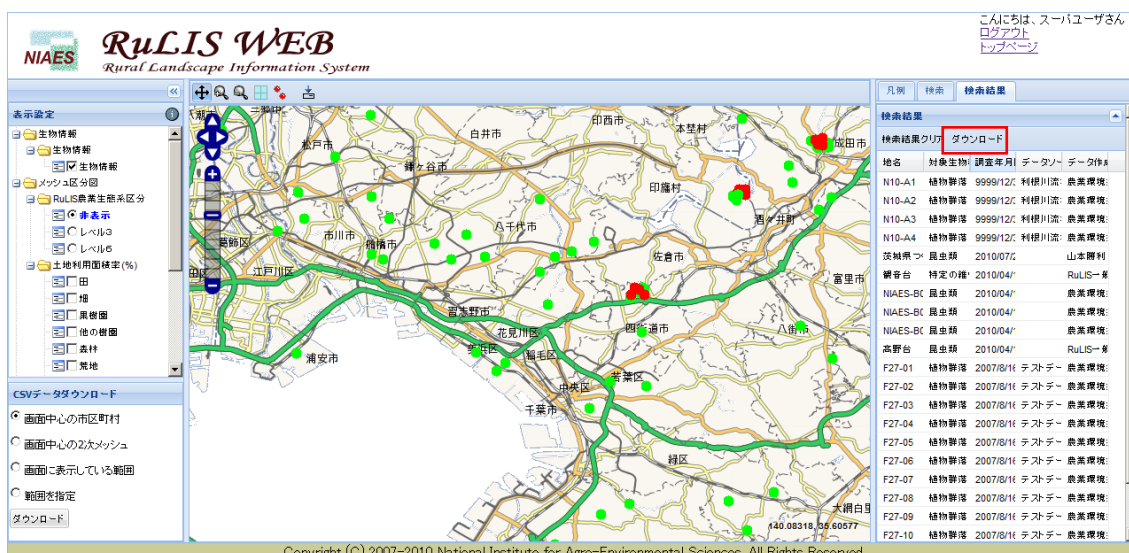 NIAES
RuLIS WEB
Rural Landscape Information System
こんにちは、スーパユーザさん
ログアウト
トップページ
表示設定
生物情報
生物情報
生物情報
メッシュ区分図
RuLIS農業生態系区分
非表示
レベル3
レベル6
土地利用面積率(%)
田
畑
果樹園
他の樹園
森林
荒地
CSVデータダウンロード
画面中心の市区町村
画面中心の2次メッシュ
画面に表示している範囲
範囲を指定
ダウンロード
松戸市
白井市
印西市
本埜村
成田市
鎌ヶ谷市
印旛村
酒々井町
葛飾区
市川市
船橋市
八千代市
佐倉市
江戸川区
富里市
習志野市
花見川区
四街道市
八街市
浦安市
美浜区
稲毛区
中央区
若葉区
千葉市
緑区
大網白里
140.08318, 35.60577
凡例 検索 検索結果
検索結果
検索結果クリア ダウンロード
地名 対象生物 調査年月 データソー データ作成
N10-A1 植物群落 9999/12/3 利根川流 農業環境
N10-A2 植物群落 9999/12/3 利根川流 農業環境
N10-A3 植物群落 9999/12/3 利根川流 農業環境
N10-A4 植物群落 9999/12/3 利根川流 農業環境
茨城県つ 昆虫類 2010/07/2 山本勝利
観音台 特定の雑 2010/04/ RuLIS一般
NIAES-BC 昆虫類 2010/04/ 農業環境
NIAES-BC 昆虫類 2010/04/ 農業環境
NIAES-BC 昆虫類 2010/04/ 農業環境
高野台 昆虫類 2010/04/ RuLIS一般
F27-01 植物群落 2007/8/16 テストデー 農業環境
F27-02 植物群落 2007/8/16 テストデー 農業環境
F27-03 植物群落 2007/8/16 テストデー 農業環境
F27-04 植物群落 2007/8/16 テストデー 農業環境
F27-05 植物群落 2007/8/16 テストデー 農業環境
F27-06 植物群落 2007/8/16 テストデー 農業環境
F27-07 植物群落 2007/8/16 テストデー 農業環境
F27-08 植物群落 2007/8/16 テストデー 農業環境
F27-09 植物群落 2007/8/16 テストデー 農業環境
F27-10 植物群落 2007/8/16 テストデー 農業環境
Copyright (C) 2007-2010 National Institute for Agro-Environmental Sciences. All Rights Reserved